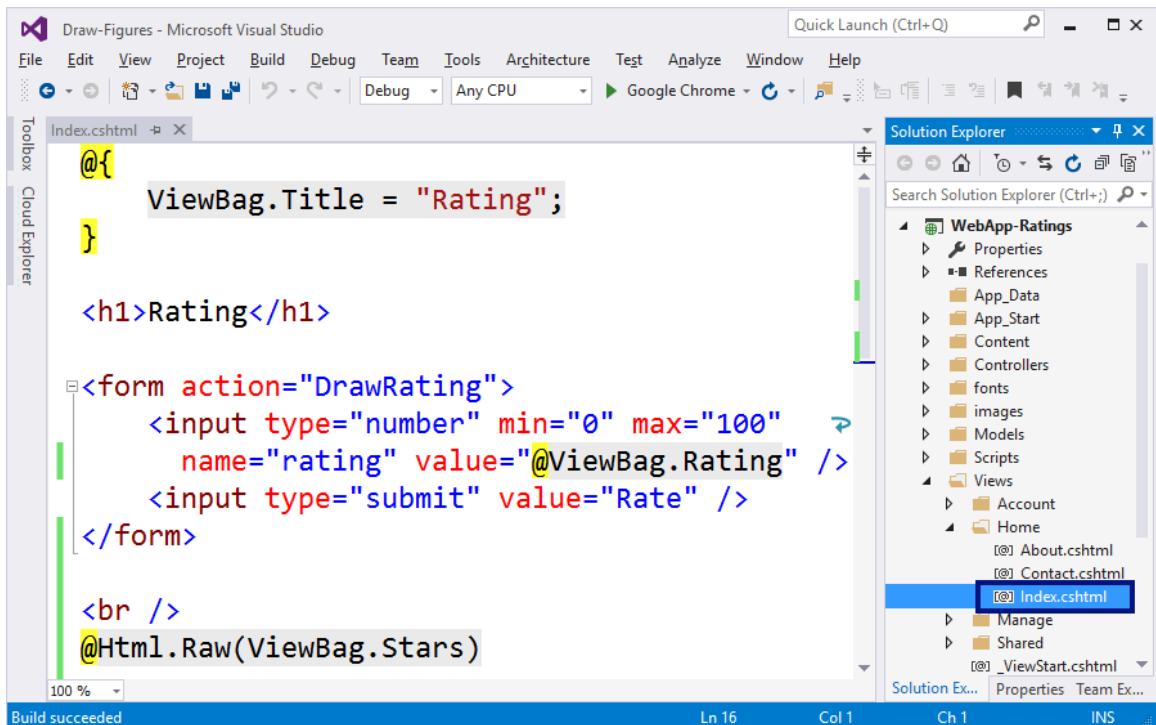 Draw-Figures - Microsoft Visual Studio
Quick Launch (Ctrl+Q)
File Edit View Project Build Debug Team Tools Architecture Test Analyze Window Help
Debug Any CPU Google Chrome
Toolbox
Cloud Explorer
Index.cshtml
@{
ViewBag.Title = "Rating";
}
<h1>Rating</h1>
<form action="DrawRating">
<input type="number" min="0" max="100"
name="rating" value="@ViewBag.Rating" />
<input type="submit" value="Rate" />
</form>
<br />
@Html.Raw(ViewBag.Stars)
100 %
Solution Explorer
Search Solution Explorer (Ctrl+;)
WebApp-Ratings
Properties
References
App_Data
App_Start
Content
Controllers
fonts
images
Models
Scripts
Views
Account
Home
[@] About.cshtml
[@] Contact.cshtml
[@] Index.cshtml
Manage
Shared
[@] _ViewStart.cshtml
Solution Ex... Properties Team Ex...
Build succeeded Ln 16 Col 1 Ch 1 INS